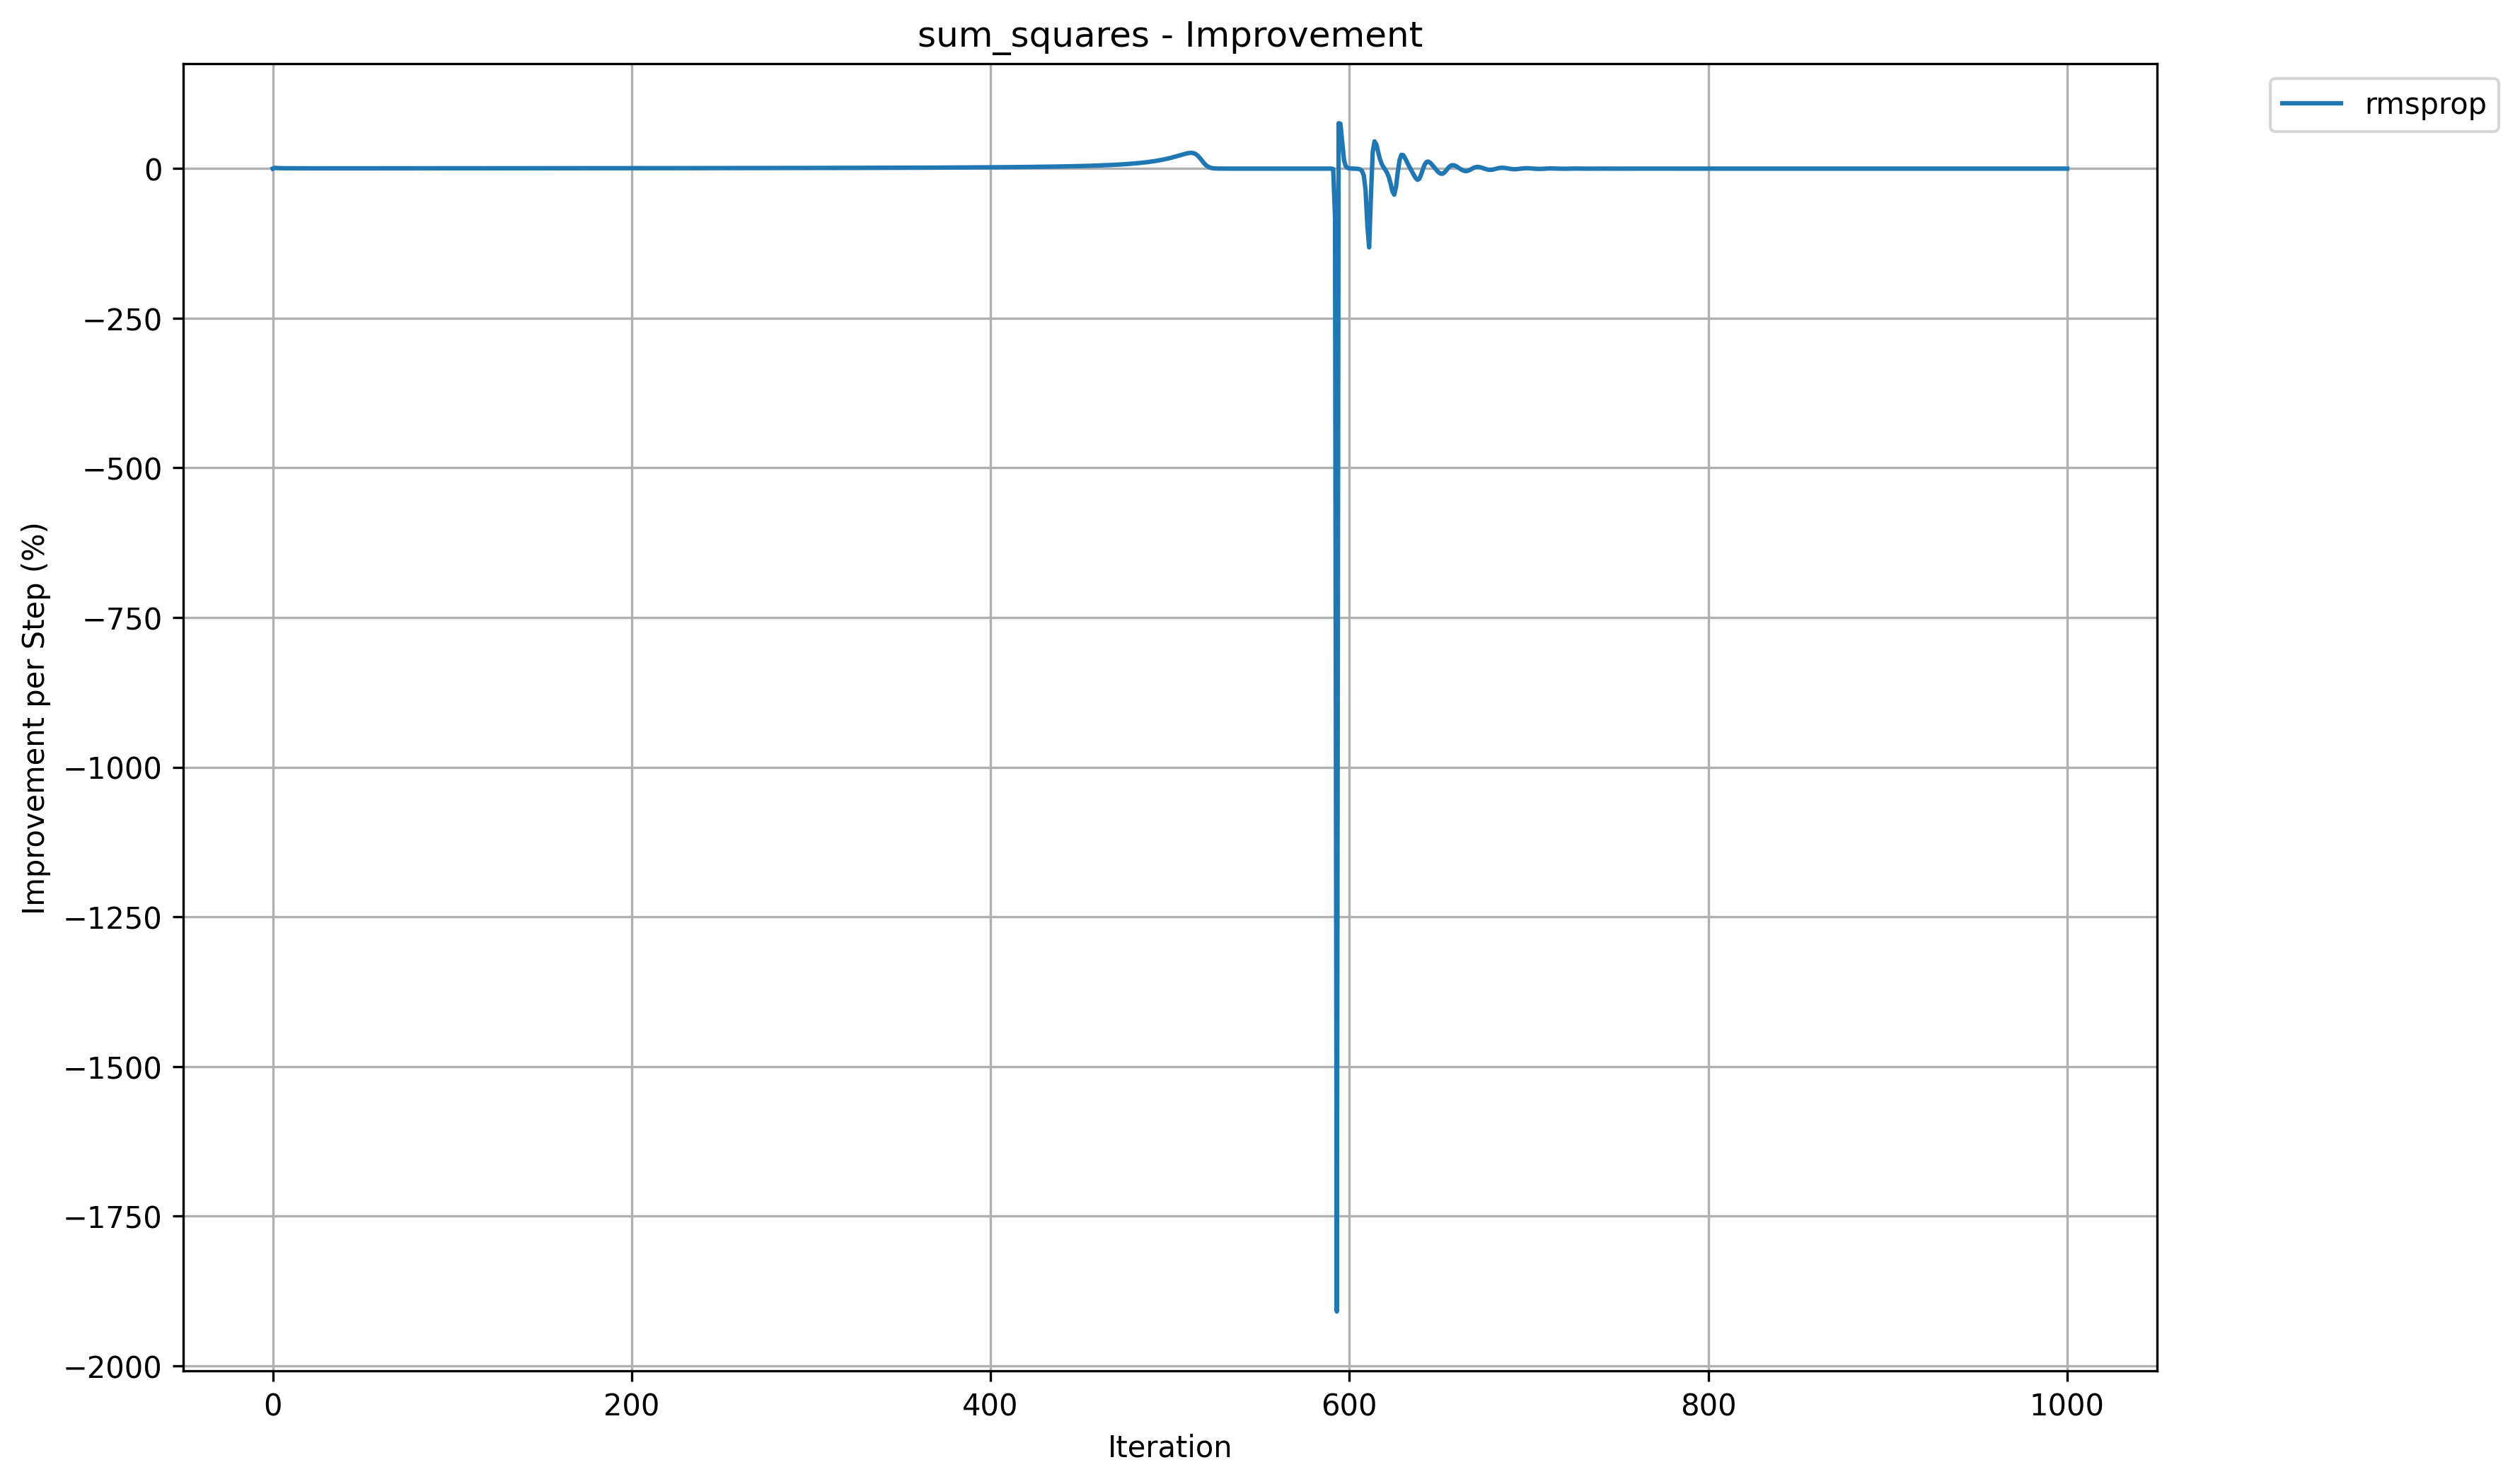 sum_squares - Improvement
rmsprop
Improvement per Step (%)
0
−250
−500
−750
−1000
−1250
−1500
−1750
−2000
0 200 400 600 800 1000
Iteration